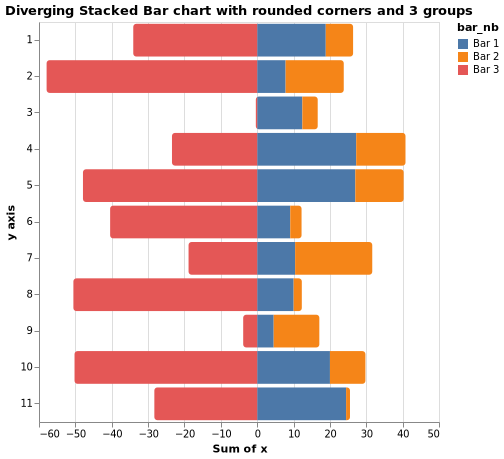 Diverging Stacked Bar chart with rounded corners and 3 groups
bar_nb
Bar 1
Bar 2
Bar 3
y axis
1
2
3
4
5
6
7
8
9
10
11
−60 −50 −40 −30 −20 −10 0 10 20 30 40 50
Sum of x